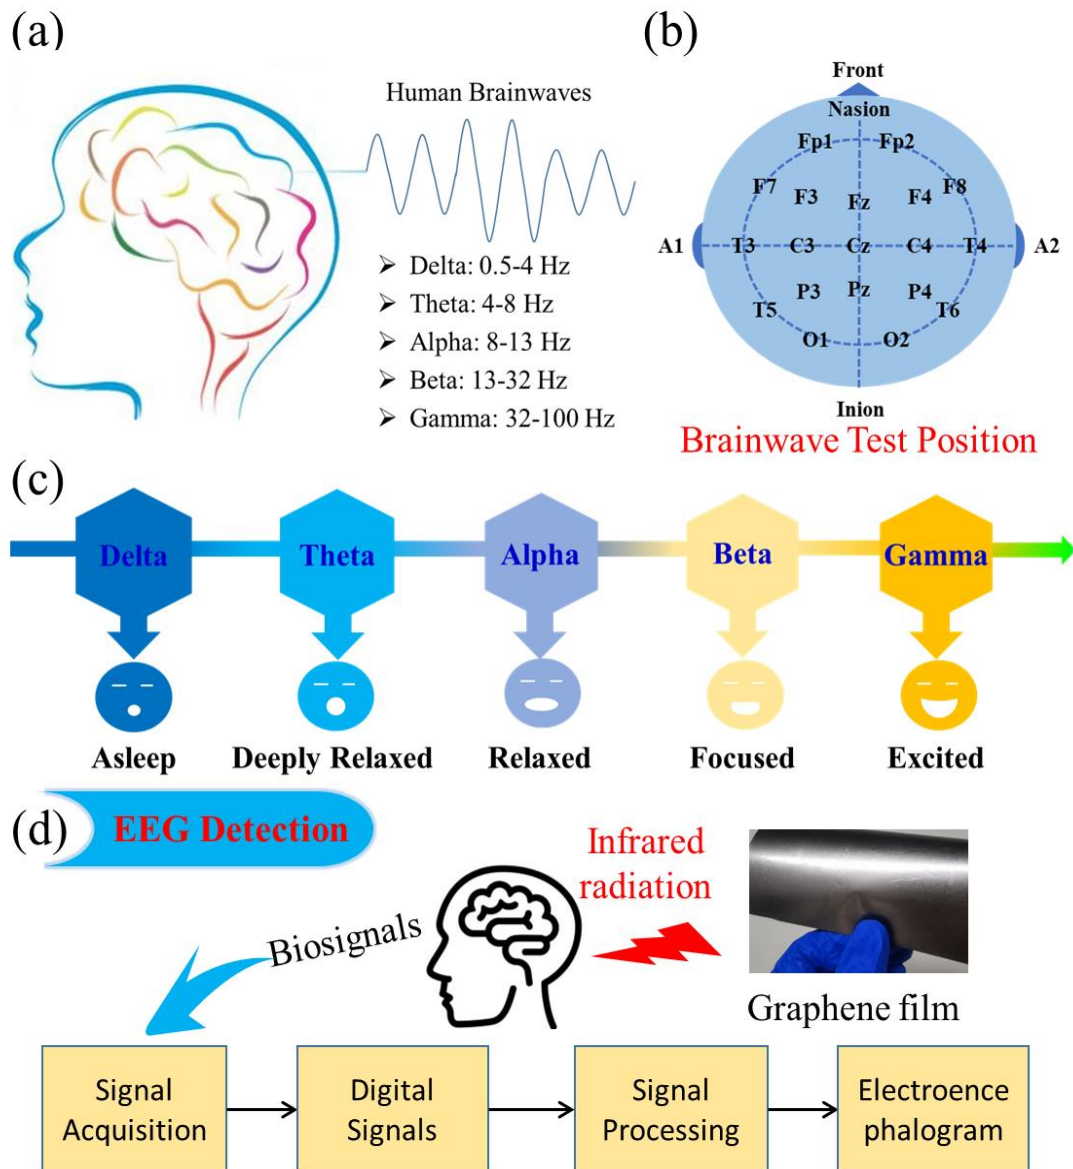 (a)
Human Brainwaves
➢ Delta: 0.5-4 Hz
➢ Theta: 4-8 Hz
➢ Alpha: 8-13 Hz
➢ Beta: 13-32 Hz
➢ Gamma: 32-100 Hz
(b)
Front
Nasion
Fp1 Fp2
F7 F3 Fz F4 F8
A1 T3 C3 Cz C4 T4 A2
T5 P3 Pz P4 T6
O1 O2
Inion
Brainwave Test Position
(c)
Delta Theta Alpha Beta Gamma
Asleep Deeply Relaxed Relaxed Focused Excited
(d)
EEG Detection
Biosignals
Infrared
radiation
Graphene film
Signal
Acquisition
Digital
Signals
Signal
Processing
Electroence
phalogram